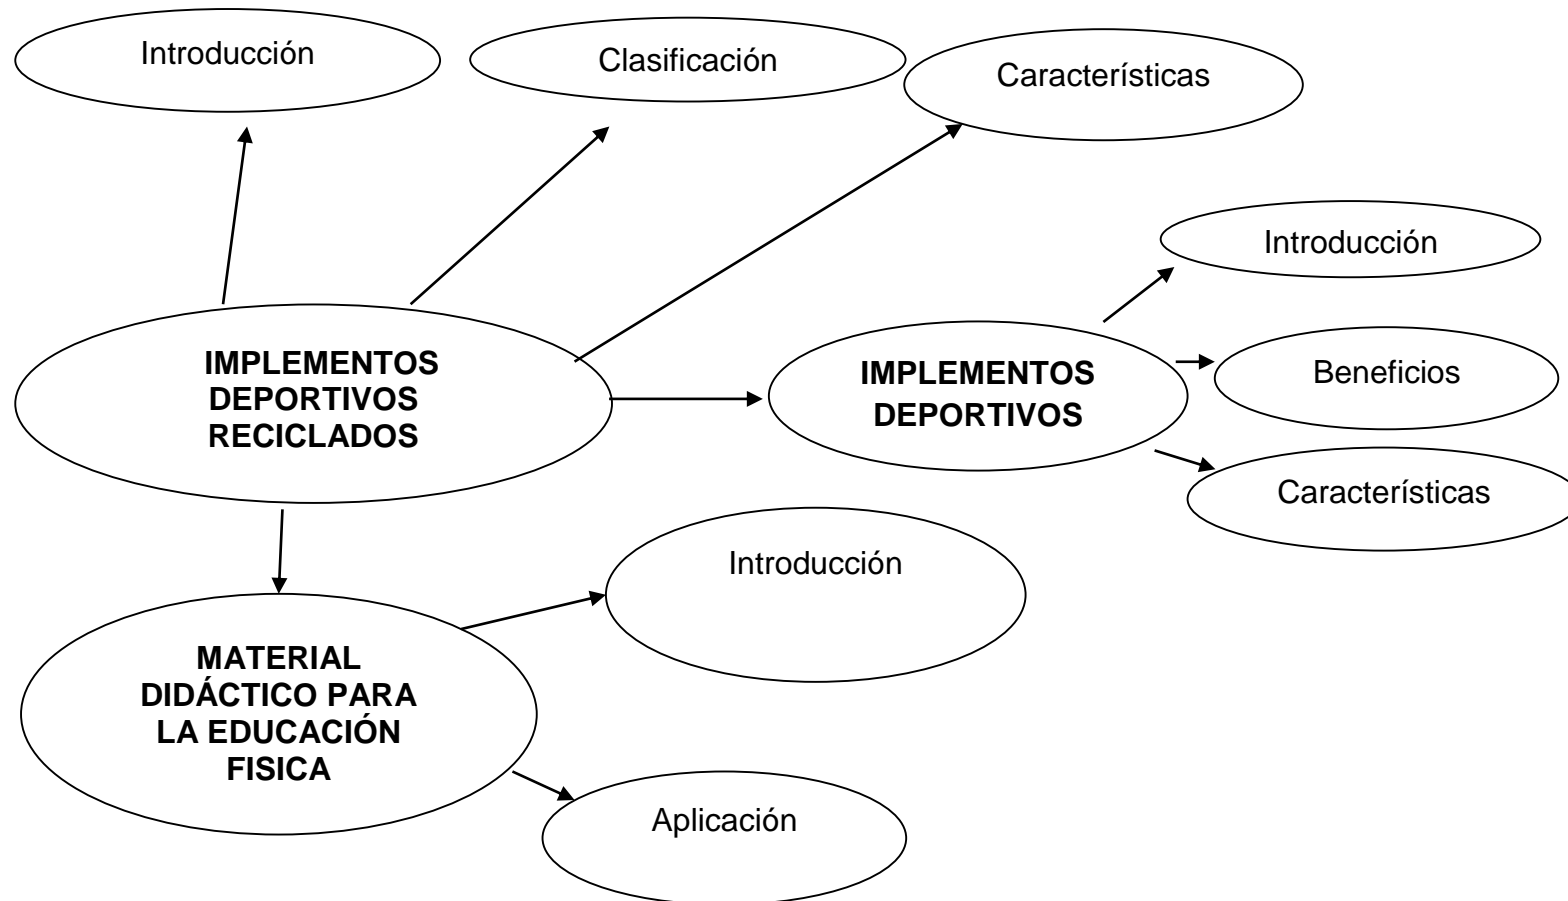 Introducción
Clasificación
Características
Introducción
IMPLEMENTOS
DEPORTIVOS
RECICLADOS
IMPLEMENTOS
DEPORTIVOS
Beneficios
Características
Introducción
MATERIAL
DIDÁCTICO PARA
LA EDUCACIÓN
FISICA
Aplicación